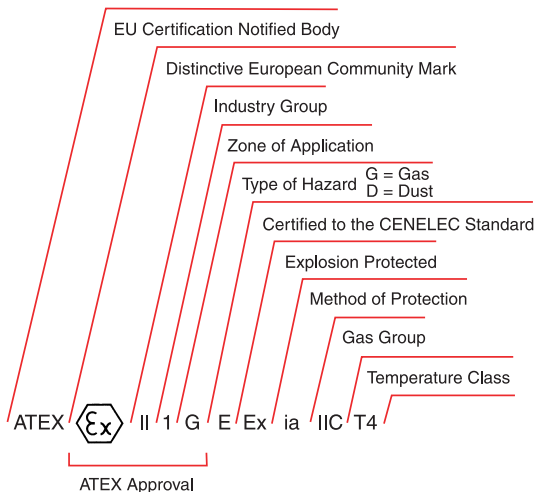 EU Certification Notified Body
Distinctive European Community Mark
Industry Group
Zone of Application
Type of Hazard G = Gas
D = Dust
Certified to the CENELEC Standard
Explosion Protected
Method of Protection
Gas Group
Temperature Class
ATEX Ex II 1 G E Ex ia IIC T4
ATEX Approval